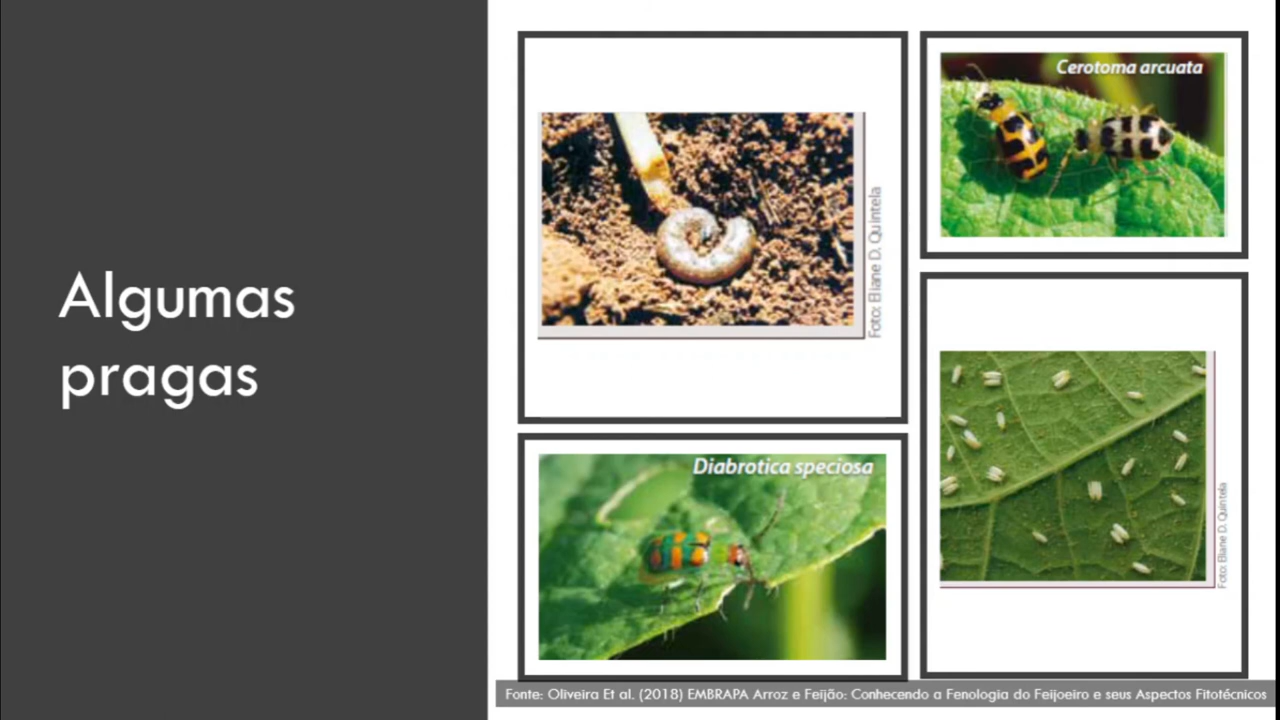 Algumas
pragas
Foto: Eliane D. Quintela
Cerotoma arcuata
Diabrotica speciosa
Foto: Eliane D. Quintela
Fonte: Oliveira Et al. (2018) EMBRAPA Arroz e Feijão: Conhecendo a Fenologia do Feijoeiro e seus Aspectos Fitotécnicos